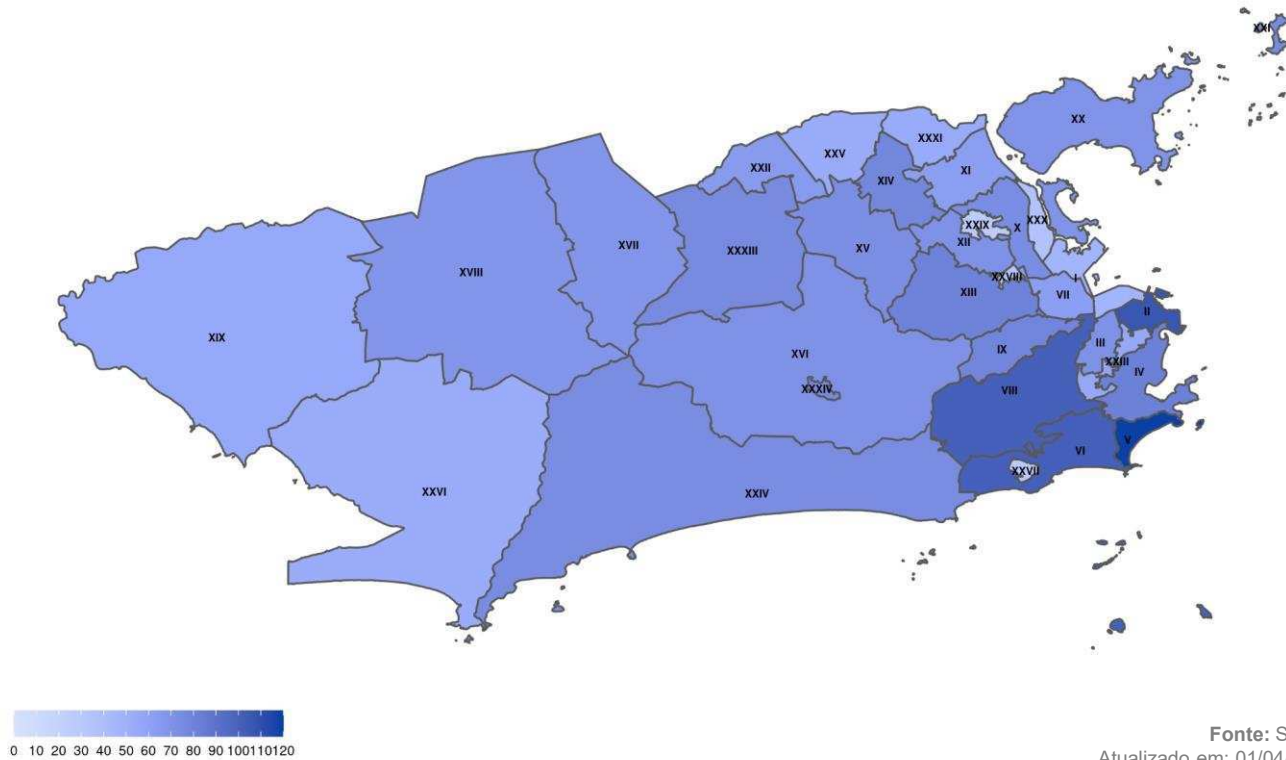 XXI
XX
XXXI
XXV
XXII
XI
XIV
XXIX
XXX
X
XII
XVII
XXXIII
XV
XVIII
XXVIII
I
XIII
VII
II
XIX
III
IX
XVI
XXIII
IV
XXXIV
VIII
V
VI
XXVII
XXVI
XXIV
0 10 20 30 40 50 60 70 80 90 100110120
Fonte: S
Atualizado em: 01/04